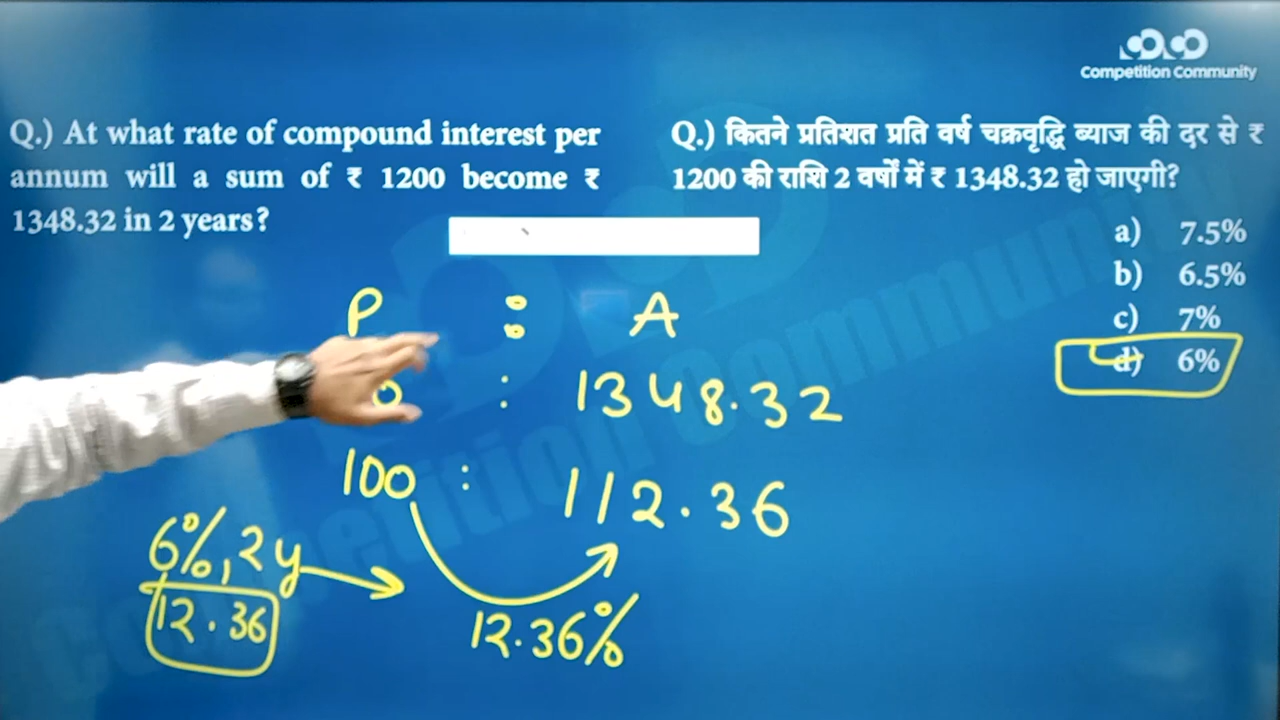 Competition Community
Q.) At what rate of compound interest per
annum will a sum of ₹ 1200 become ₹
1348.32 in 2 years?
Q.) कितने प्रतिशत प्रति वर्ष चक्रवृद्धि ब्याज की दर से ₹
1200 की राशि 2 वर्षों में ₹ 1348.32 हो जाएगी?
a) 7.5%
b) 6.5%
c) 7%
d) 6%
P : A
: 1348.32
100 : 112.36
6%, 2y
12.36
12.36%
Competition Community